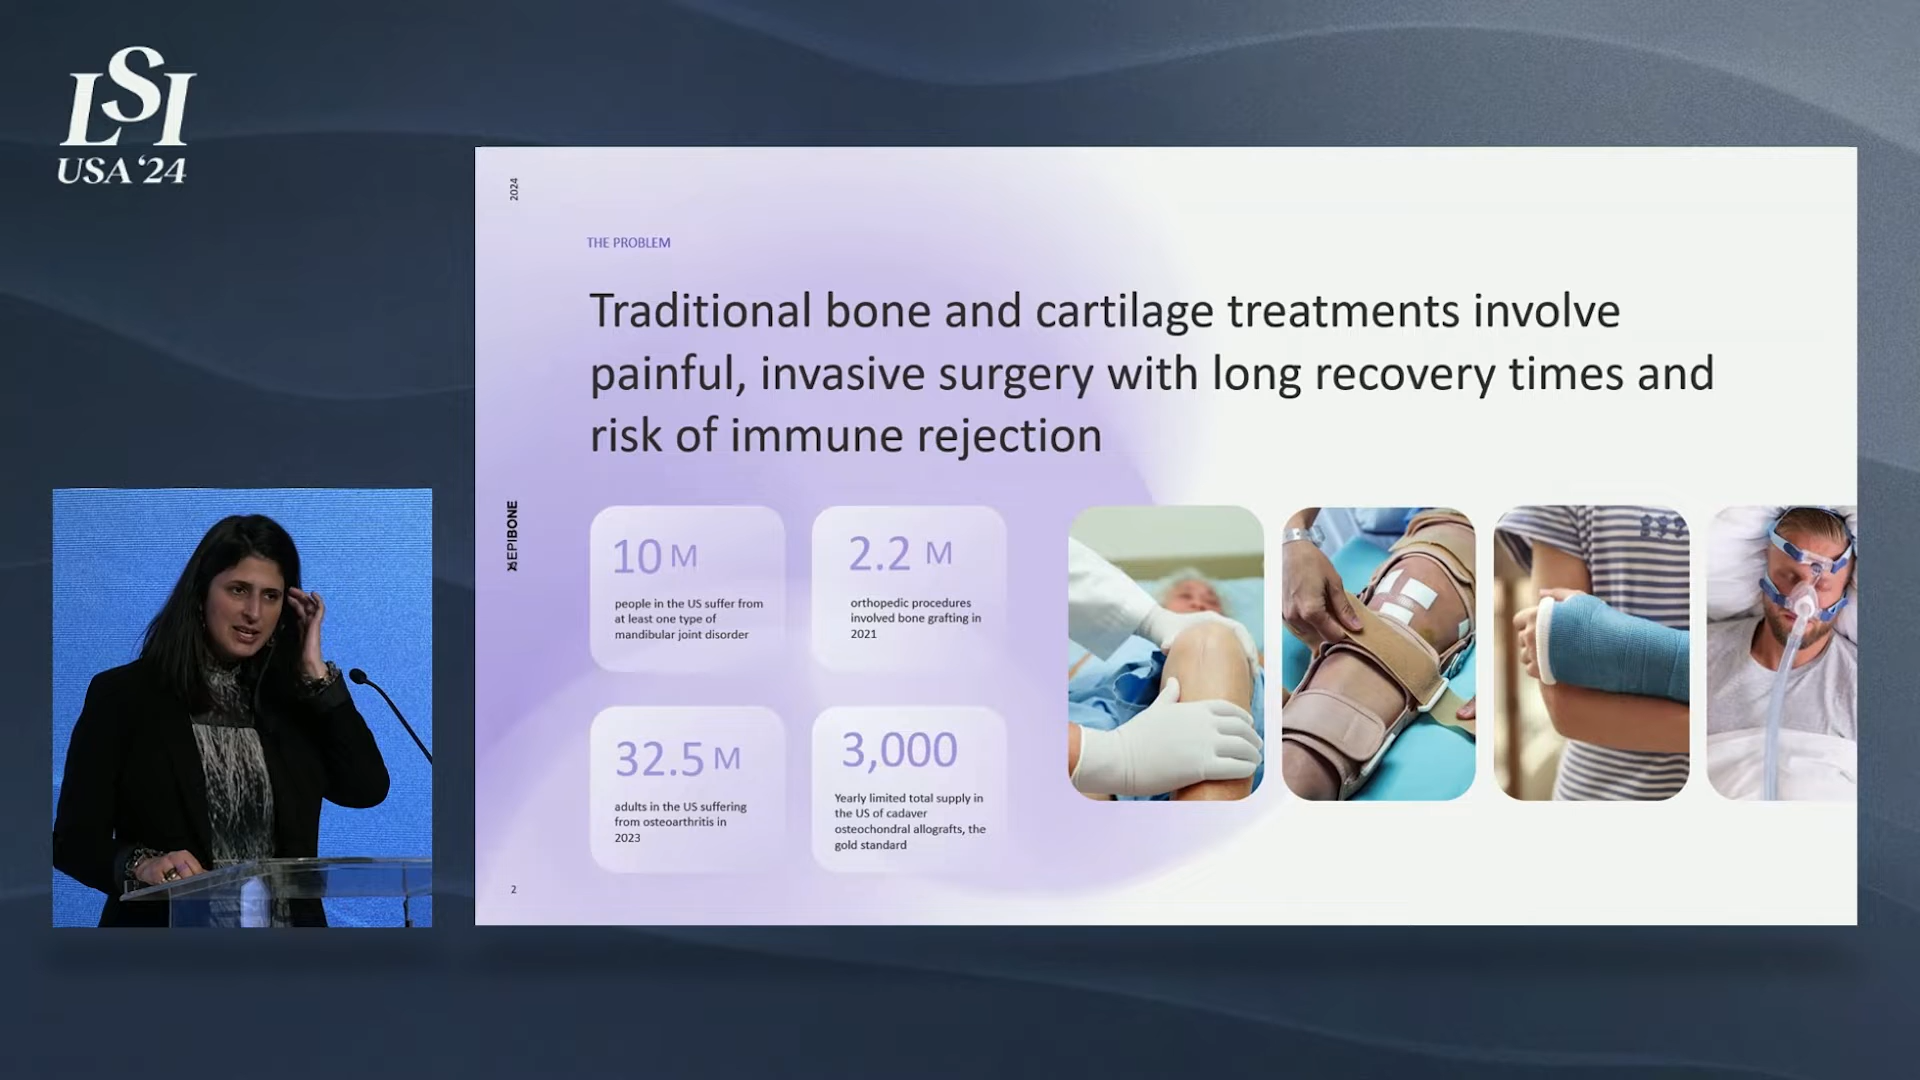 LSI
USA '24
2024
THE PROBLEM
Traditional bone and cartilage treatments involve
painful, invasive surgery with long recovery times and
risk of immune rejection
EPIBONE
10 M
people in the US suffer from
at least one type of
mandibular joint disorder
2.2 M
orthopedic procedures
involved bone grafting in
2021
32.5 M
adults in the US suffering
from osteoarthritis in
2023
3,000
Yearly limited total supply in
the US of cadaver
osteochondral allografts, the
gold standard
2